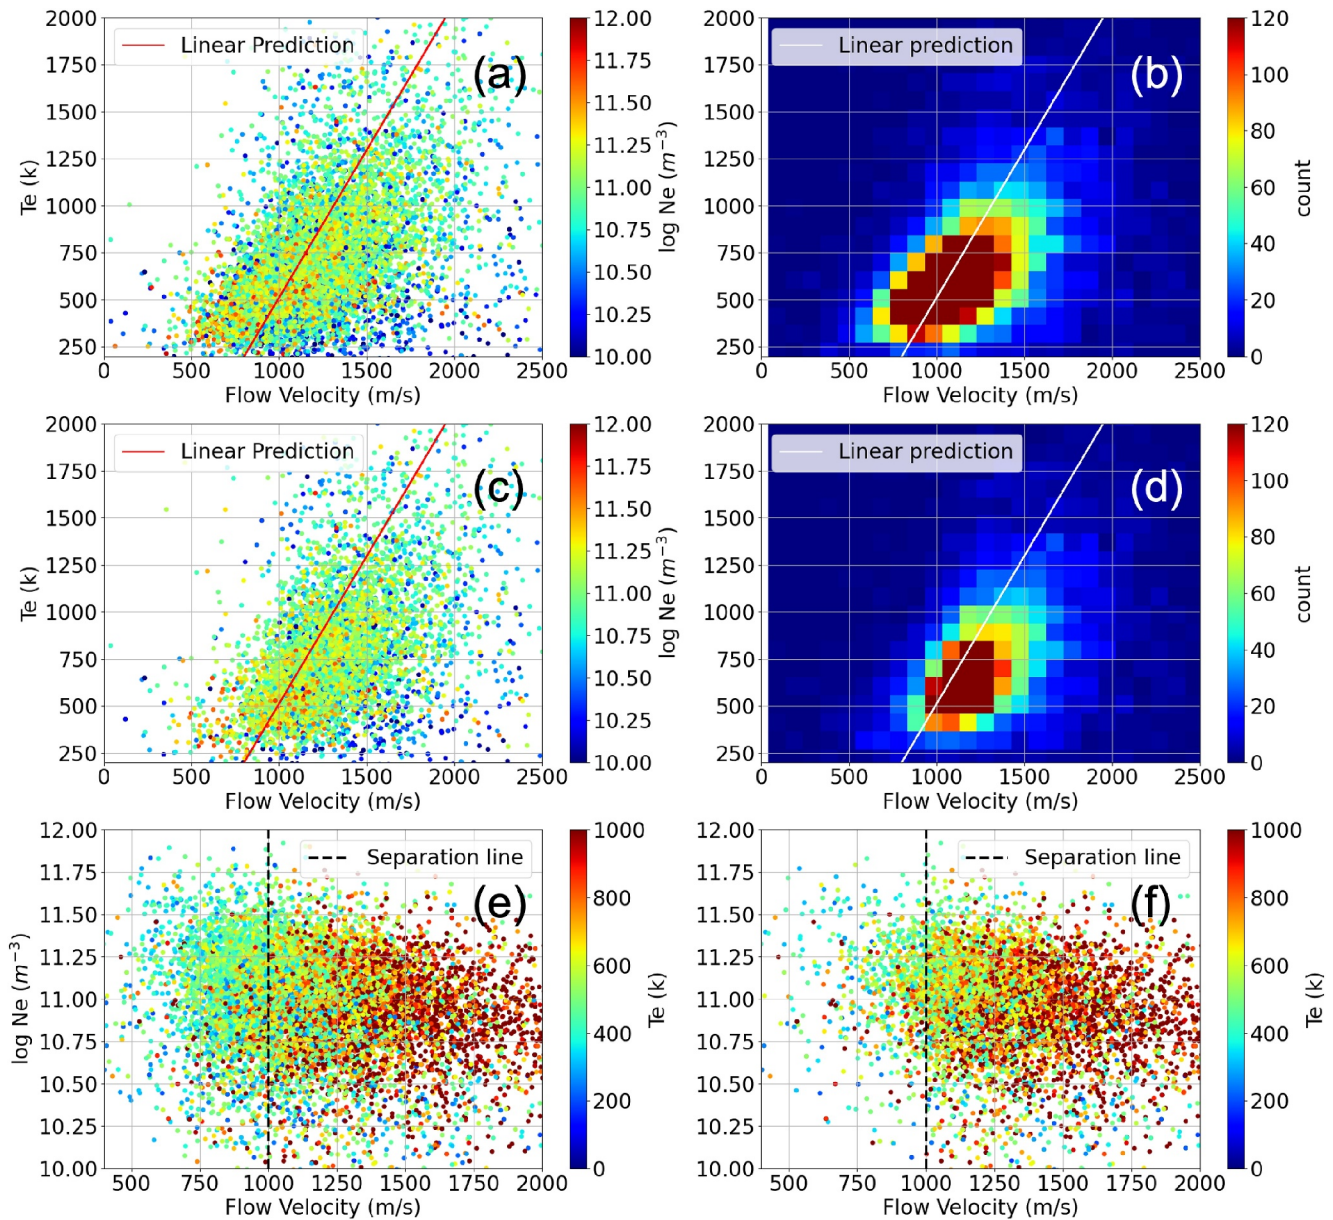 2000
1750
1500
1250
1000
750
500
250
Te (k)
Linear Prediction
(a)
0 500 1000 1500 2000 2500
Flow Velocity (m/s)
12.00
11.75
11.50
11.25
11.00
10.75
10.50
10.25
10.00
log Ne (m⁻³)
2000
1750
1500
1250
1000
750
500
250
Linear prediction
(b)
0 500 1000 1500 2000 2500
Flow Velocity (m/s)
120
100
80
60
40
20
0
count
2000
1750
1500
1250
1000
750
500
250
Te (k)
Linear Prediction
(c)
0 500 1000 1500 2000 2500
Flow Velocity (m/s)
12.00
11.75
11.50
11.25
11.00
10.75
10.50
10.25
10.00
log Ne (m⁻³)
2000
1750
1500
1250
1000
750
500
250
Linear prediction
(d)
0 500 1000 1500 2000 2500
Flow Velocity (m/s)
120
100
80
60
40
20
0
count
12.00
11.75
11.50
11.25
11.00
10.75
10.50
10.25
10.00
log Ne (m⁻³)
Separation line
(e)
500 750 1000 1250 1500 1750 2000
Flow Velocity (m/s)
1000
800
600
400
200
0
Te (k)
12.00
11.75
11.50
11.25
11.00
10.75
10.50
10.25
10.00
Separation line
(f)
500 750 1000 1250 1500 1750 2000
Flow Velocity (m/s)
1000
800
600
400
200
0
Te (k)